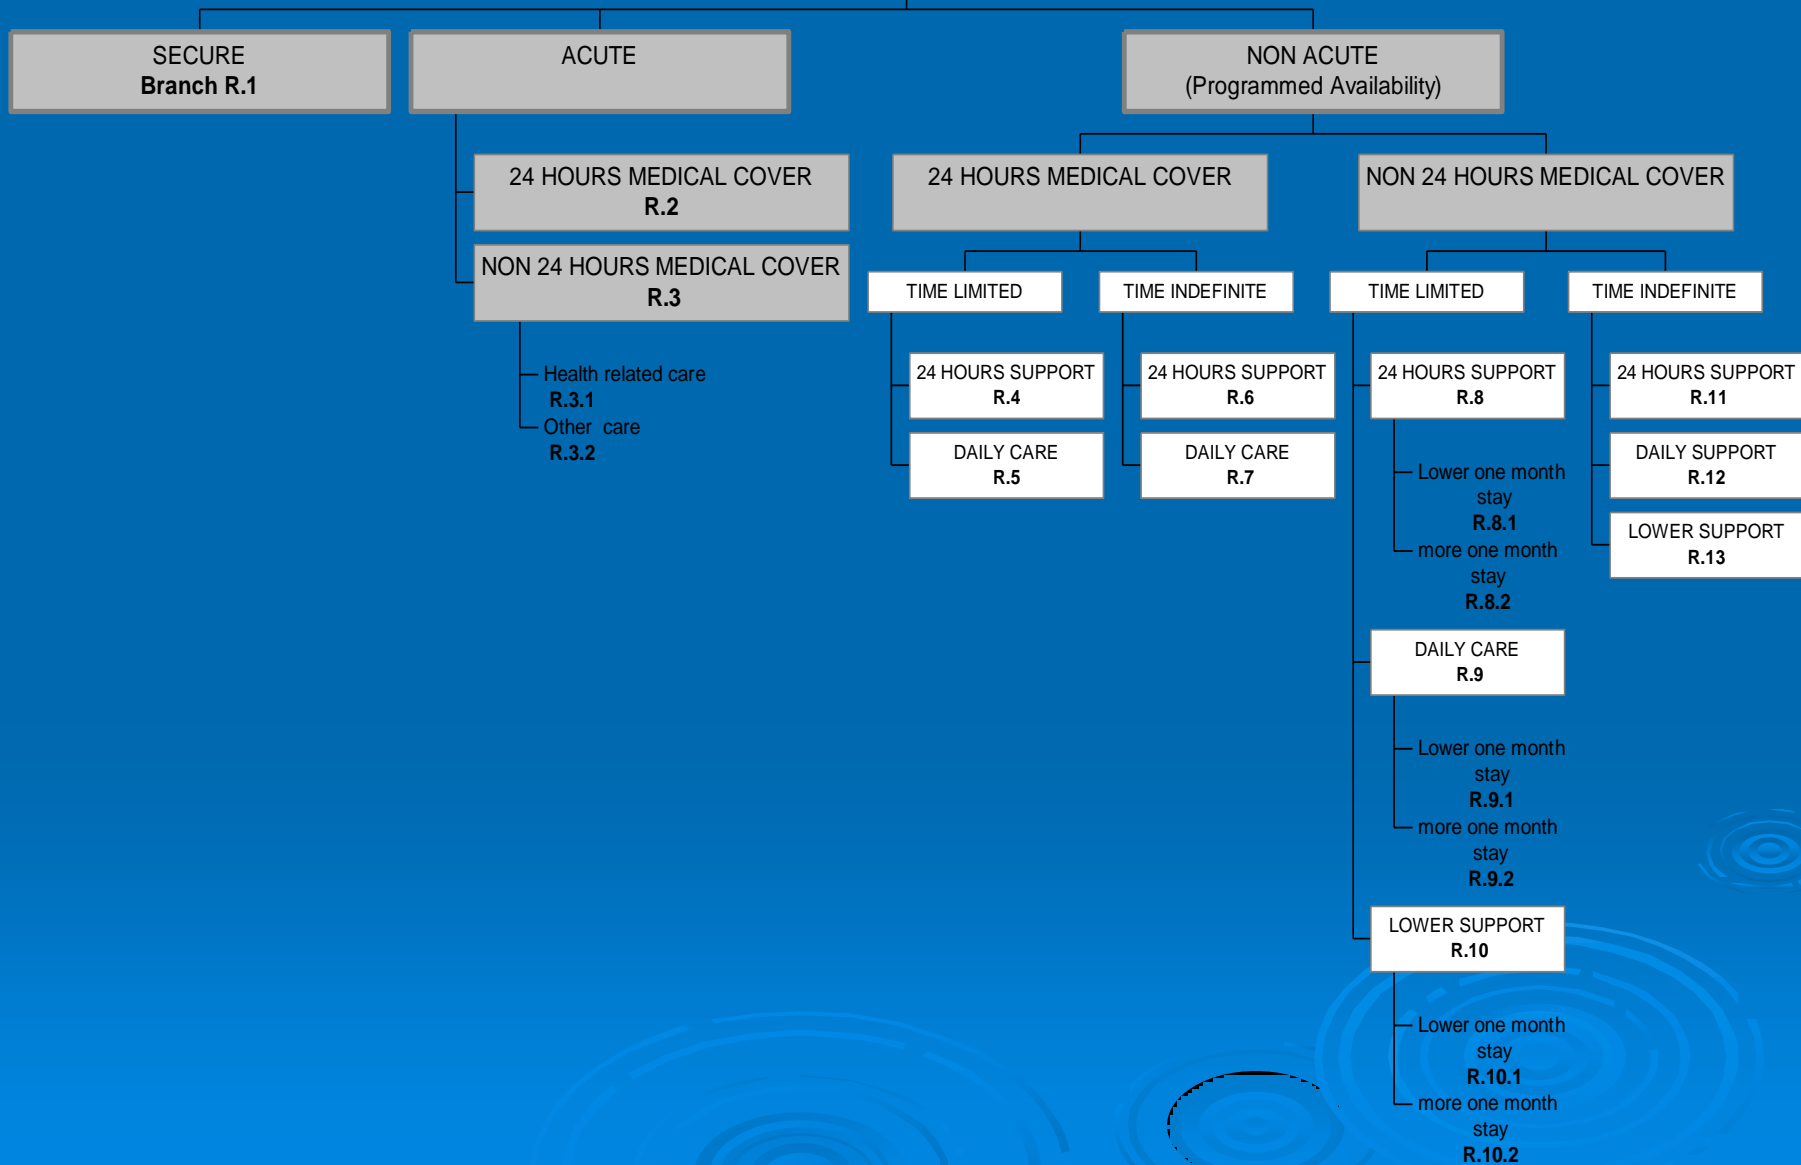 SECURE
Branch R.1
ACUTE
NON ACUTE
(Programmed Availability)
24 HOURS MEDICAL COVER
R.2
NON 24 HOURS MEDICAL COVER
R.3
Health related care
R.3.1
Other care
R.3.2
24 HOURS MEDICAL COVER
TIME LIMITED
24 HOURS SUPPORT
R.4
DAILY CARE
R.5
TIME INDEFINITE
24 HOURS SUPPORT
R.6
DAILY CARE
R.7
NON 24 HOURS MEDICAL COVER
TIME LIMITED
24 HOURS SUPPORT
R.8
Lower one month
stay
R.8.1
more one month
stay
R.8.2
DAILY CARE
R.9
Lower one month
stay
R.9.1
more one month
stay
R.9.2
LOWER SUPPORT
R.10
Lower one month
stay
R.10.1
more one month
stay
R.10.2
TIME INDEFINITE
24 HOURS SUPPORT
R.11
DAILY SUPPORT
R.12
LOWER SUPPORT
R.13